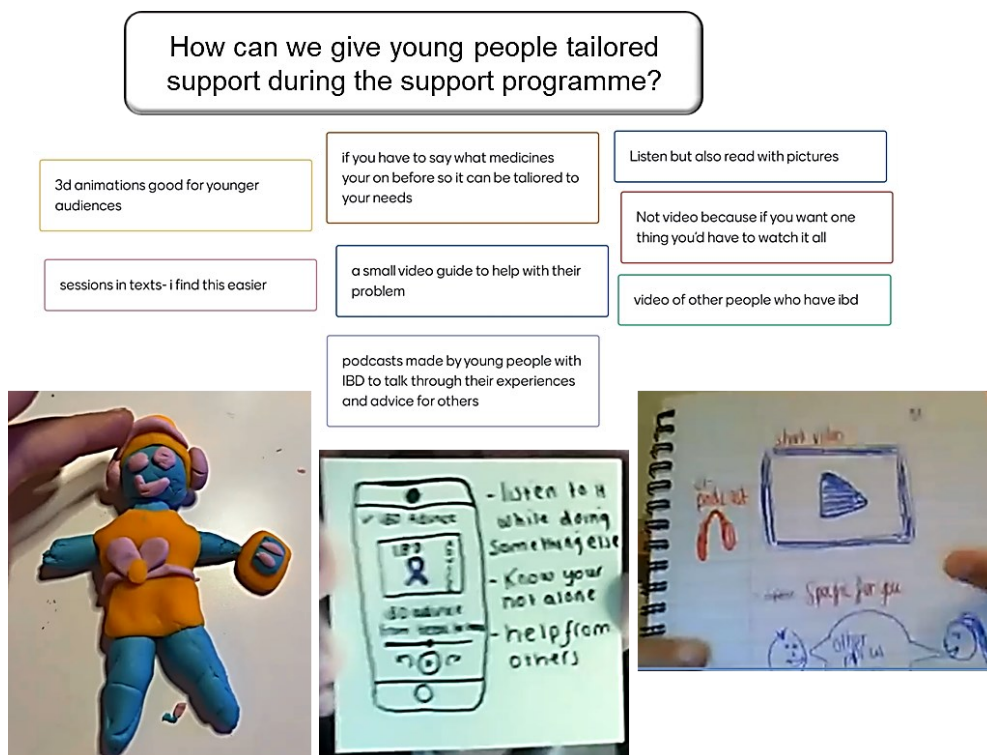 How can we give young people tailored
support during the support programme?
3d animations good for younger
audiences
if you have to say what medicines
your on before so it can be taliored to
your needs
Listen but also read with pictures
Not video because if you want one
thing you'd have to watch it all
sessions in texts- i find this easier
a small video guide to help with their
problem
video of other people who have ibd
podcasts made by young people with
IBD to talk through their experiences
and advice for others
IBD Advice
IBD
IBD advice
from
- listen to it
while doing
something else
- Know your
not alone
- help from
others
short video
podcast
Specific for you
other